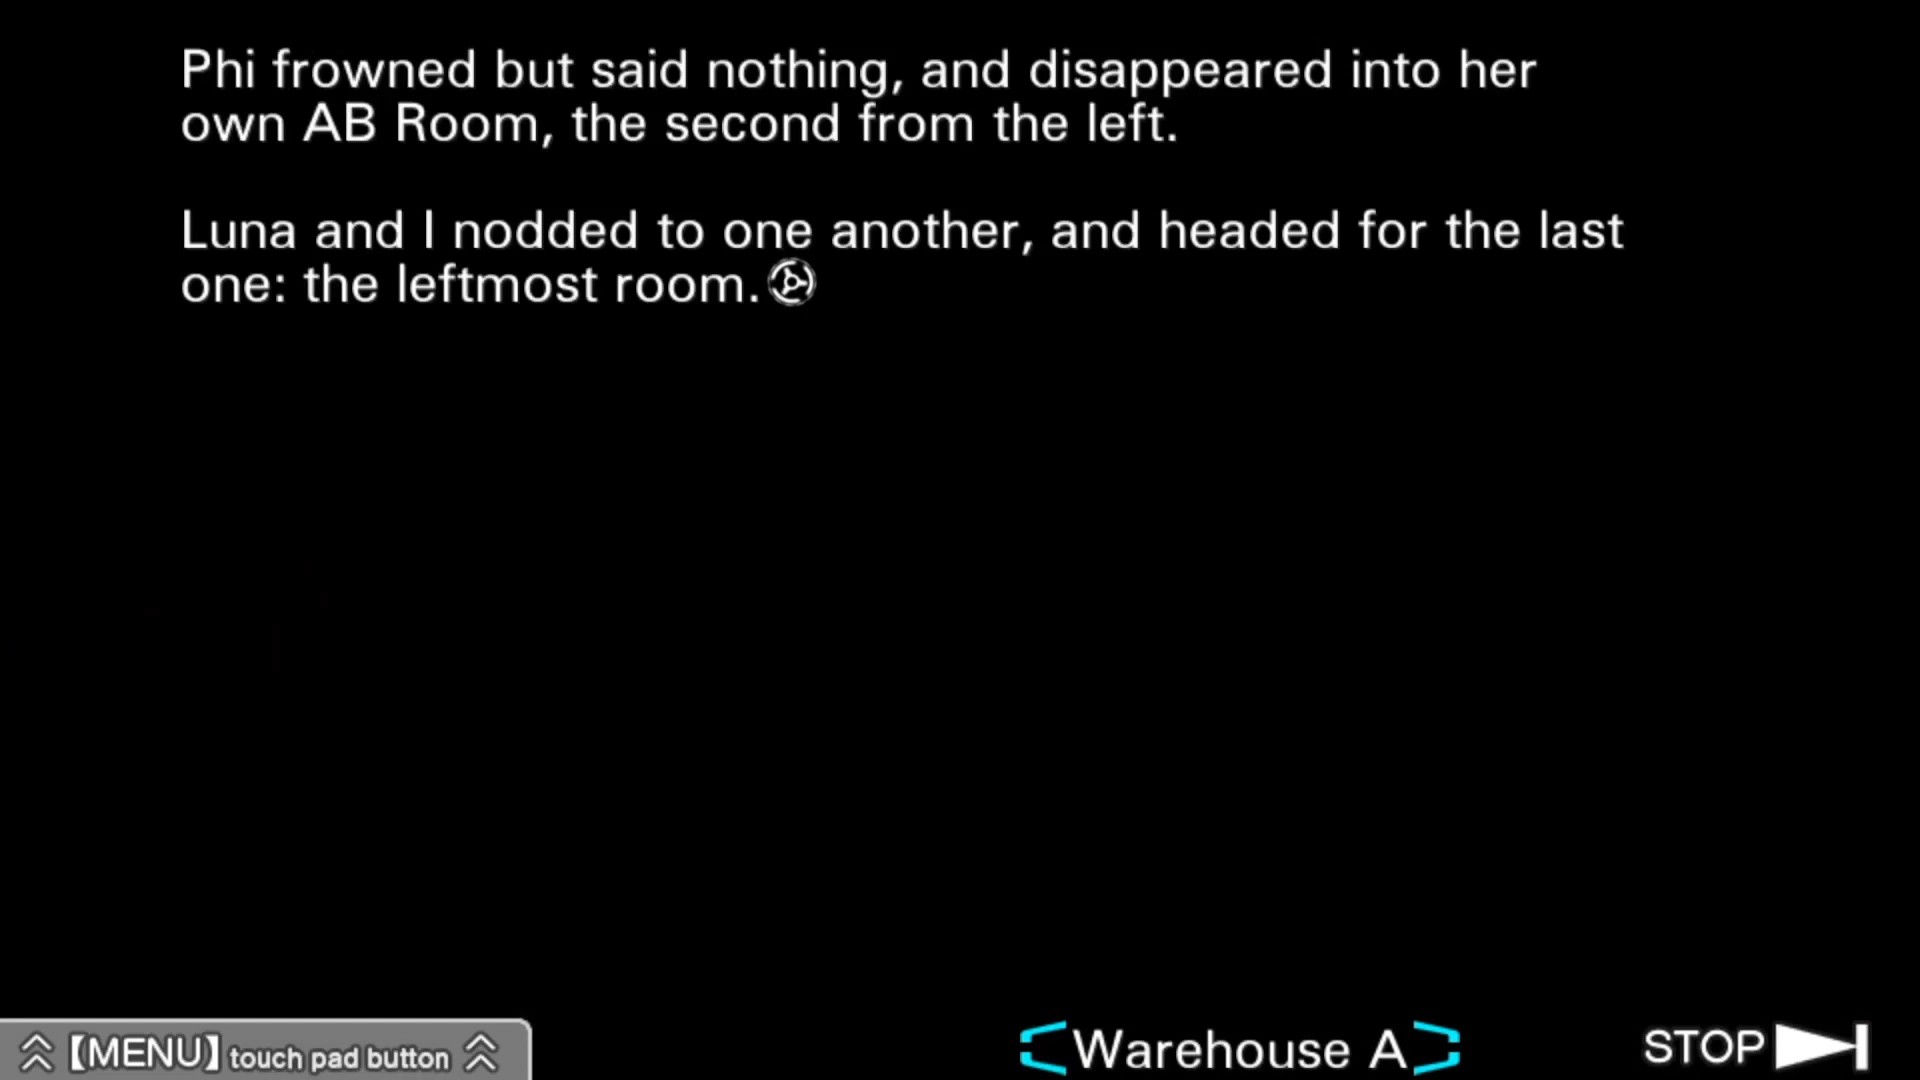 Phi frowned but said nothing, and disappeared into her
own AB Room, the second from the left.
Luna and I nodded to one another, and headed for the last
one: the leftmost room.
【MENU】 touch pad button
Warehouse A
STOP